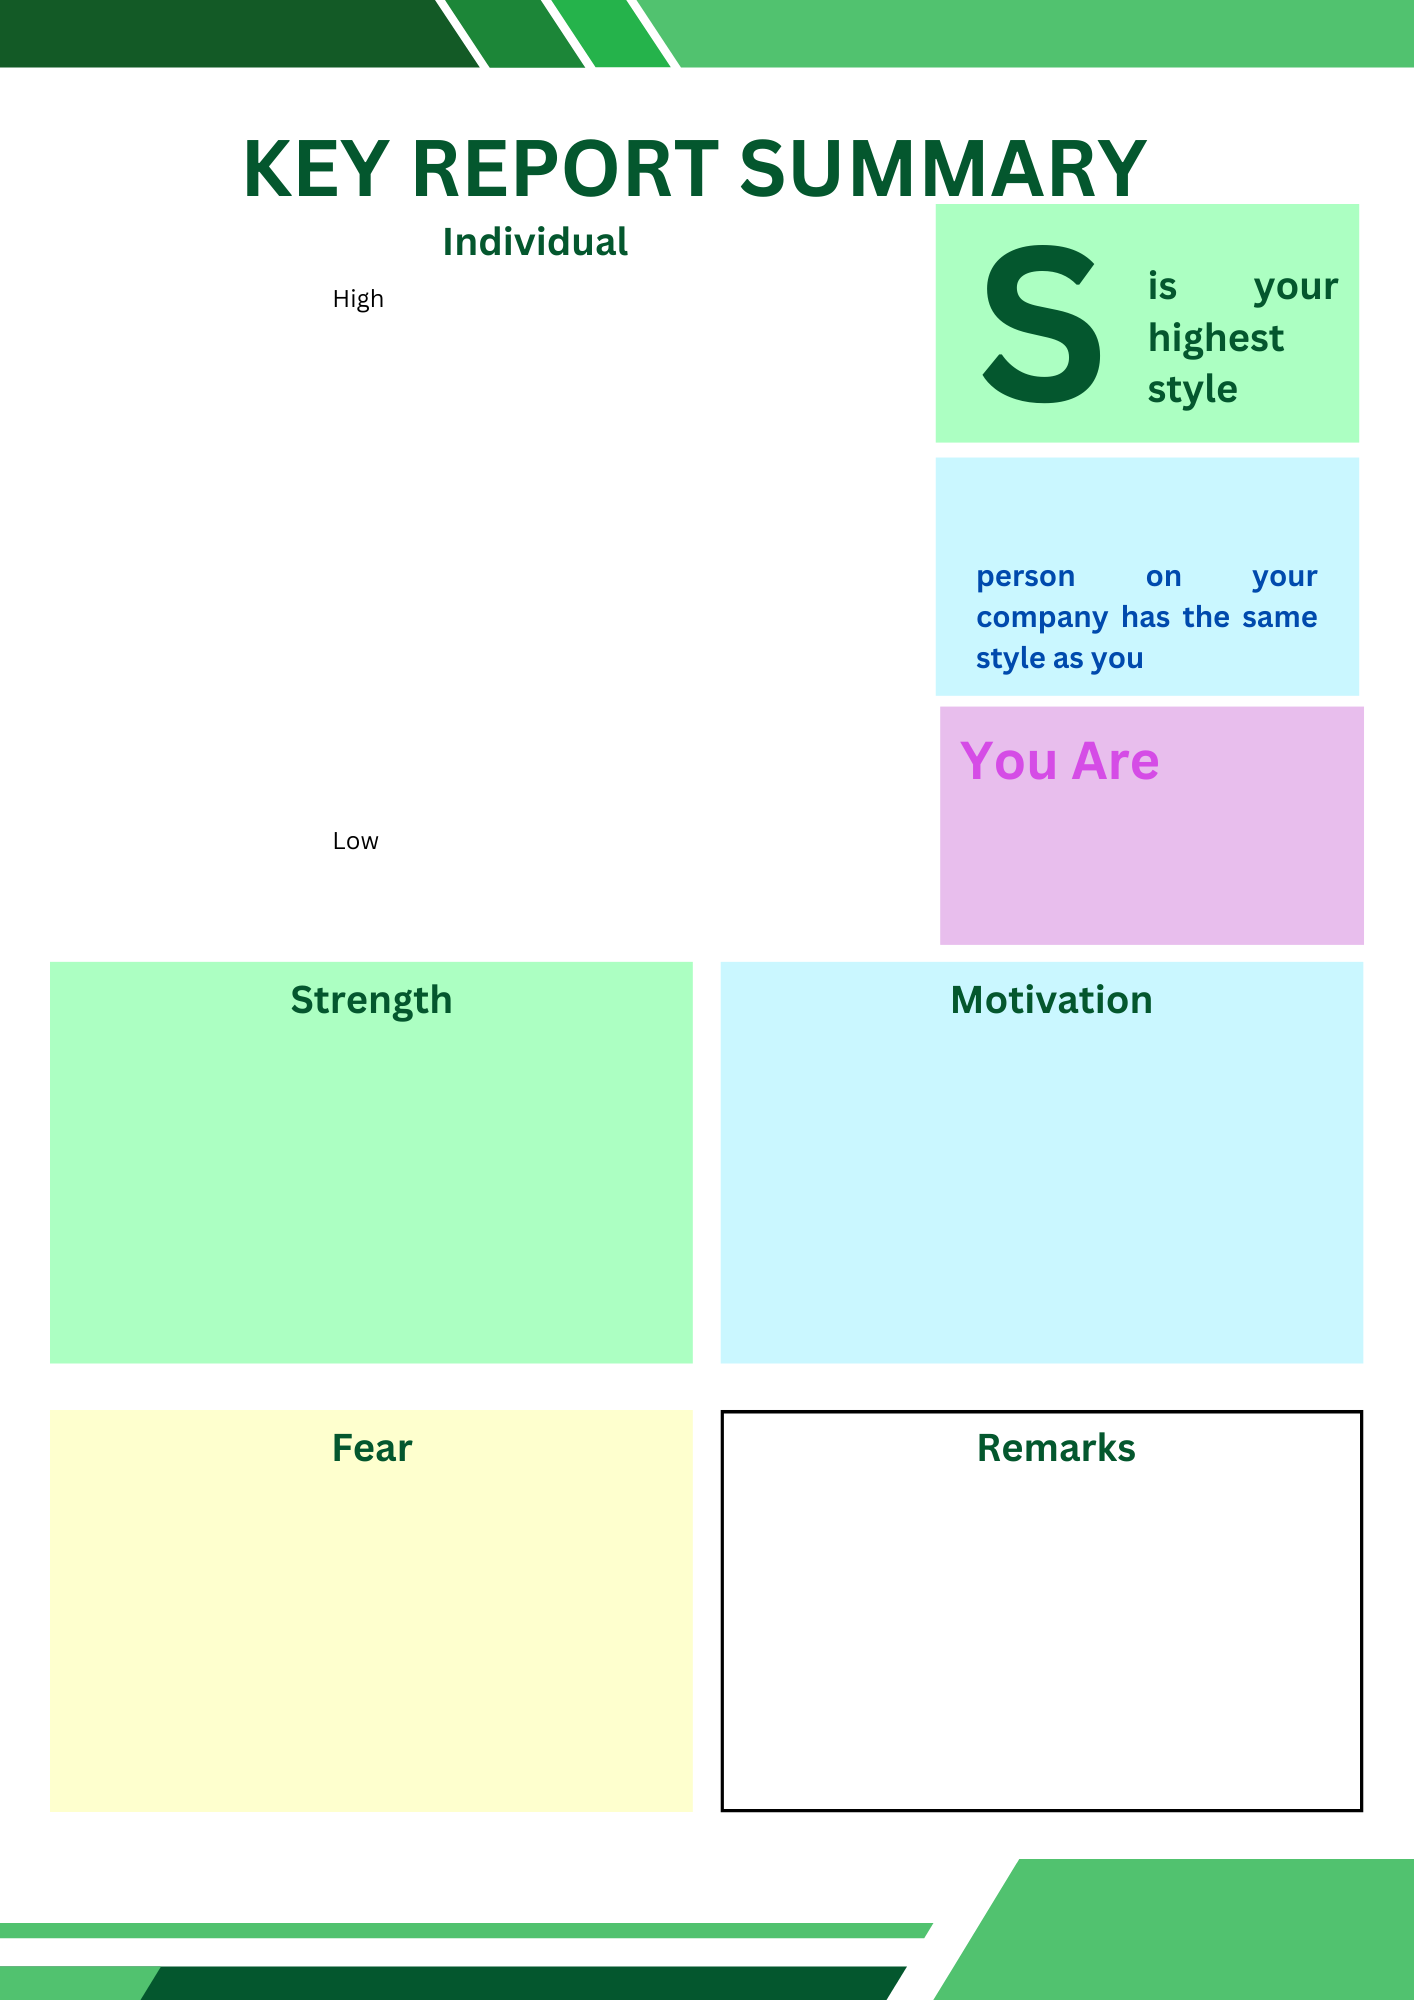 KEY REPORT SUMMARY
Individual
High
S
is your
highest
style
person on your
company has the same
style as you
You Are
Low
Strength
Motivation
Fear
Remarks